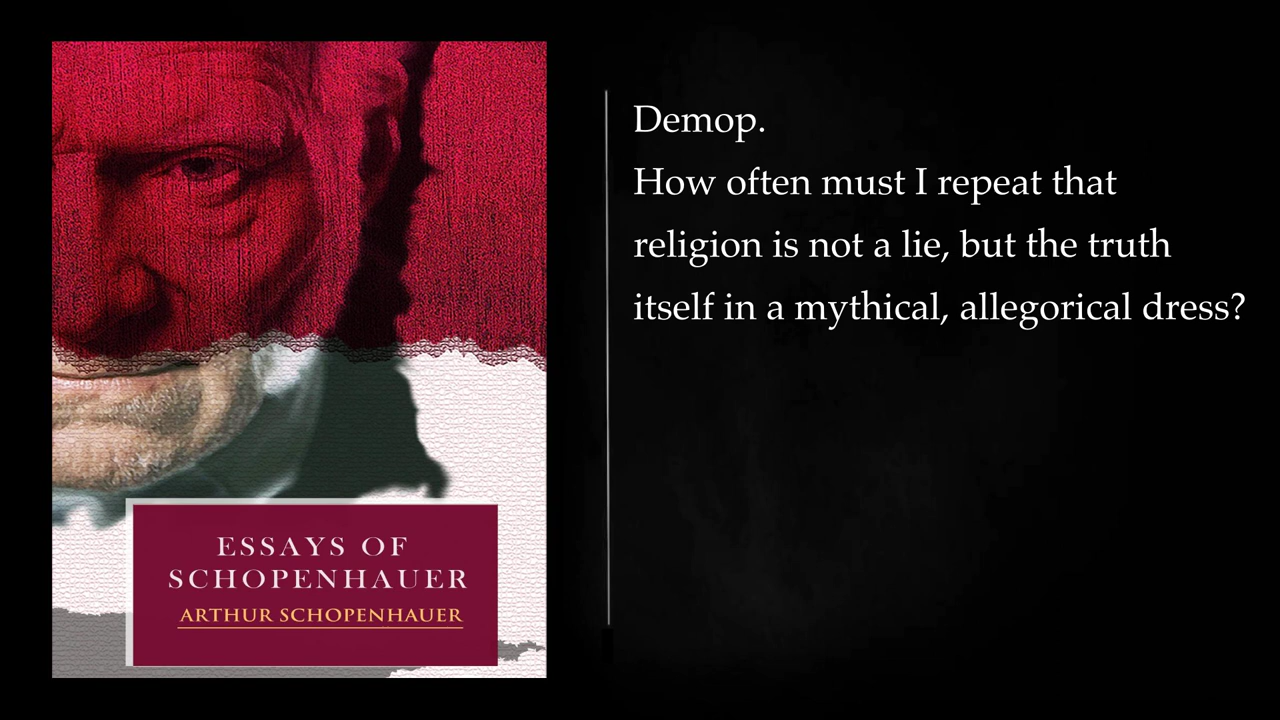 Demop.
How often must I repeat that
religion is not a lie, but the truth
itself in a mythical, allegorical dress?
ESSAYS OF
SCHOPENHAUER
ARTHUR SCHOPENHAUER